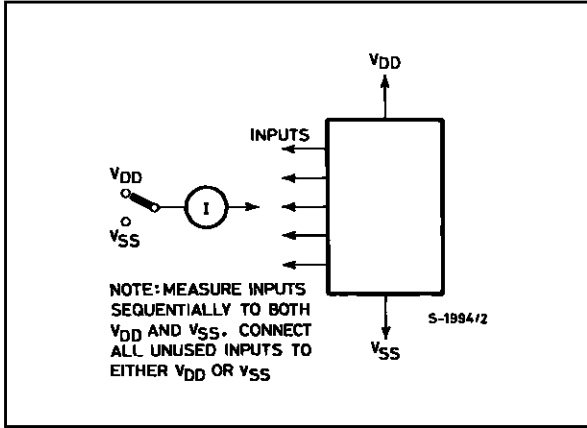 VDD
INPUTS
VDD
I
VSS
NOTE: MEASURE INPUTS
SEQUENTIALLY TO BOTH
VDD AND VSS. CONNECT
ALL UNUSED INPUTS TO
EITHER VDD OR VSS
S-1994/2
VSS